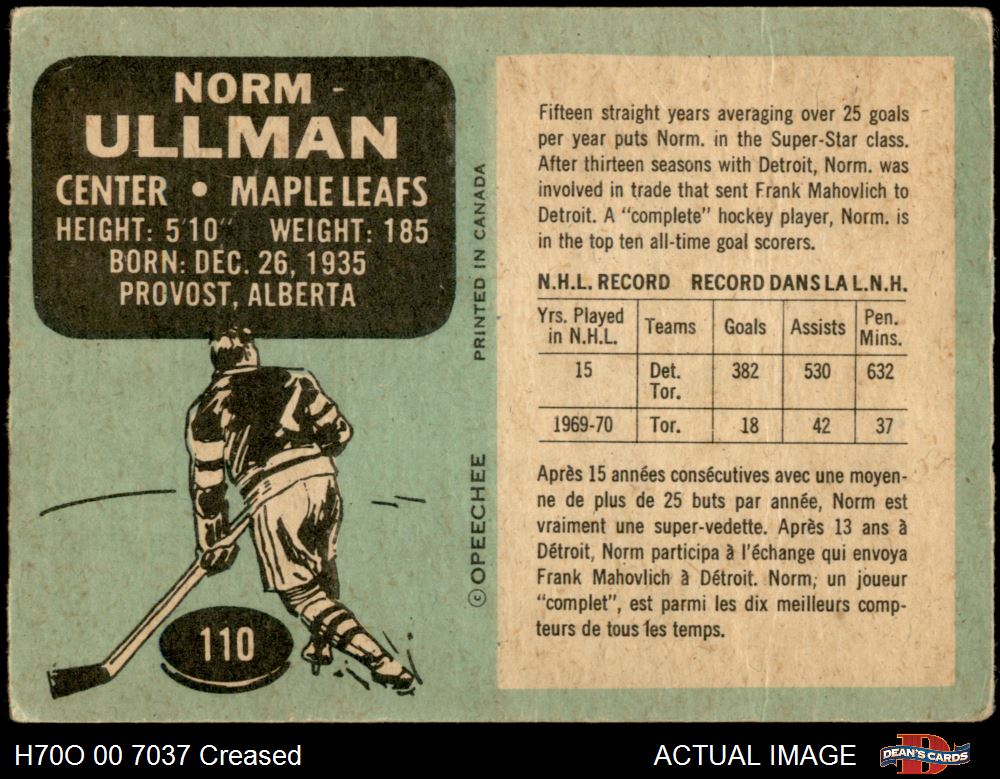 NORM
ULLMAN
CENTER • MAPLE LEAFS
HEIGHT: 5'10" WEIGHT: 185
BORN: DEC. 26, 1935
PROVOST, ALBERTA
110
PRINTED IN CANADA
©OPEECHEE
Fifteen straight years averaging over 25 goals
per year puts Norm. in the Super-Star class.
After thirteen seasons with Detroit, Norm. was
involved in trade that sent Frank Mahovlich to
Detroit. A "complete" hockey player, Norm. is
in the top ten all-time goal scorers.
N.H.L. RECORD RECORD DANS LA L.N.H.
Yrs. Played in N.H.L. Teams Goals Assists Pen. Mins.
15 Det. Tor. 382 530 632
1969-70 Tor. 18 42 37
Après 15 années consécutives avec une moyen-
ne de plus de 25 buts par année, Norm est
vraiment une super-vedette. Après 13 ans à
Détroit, Norm participa à l'échange qui envoya
Frank Mahovlich à Détroit. Norm, un joueur
"complet", est parmi les dix meilleurs comp-
teurs de tous les temps.
H70O 00 7037 Creased
ACTUAL IMAGE
DEAN'S CARDS